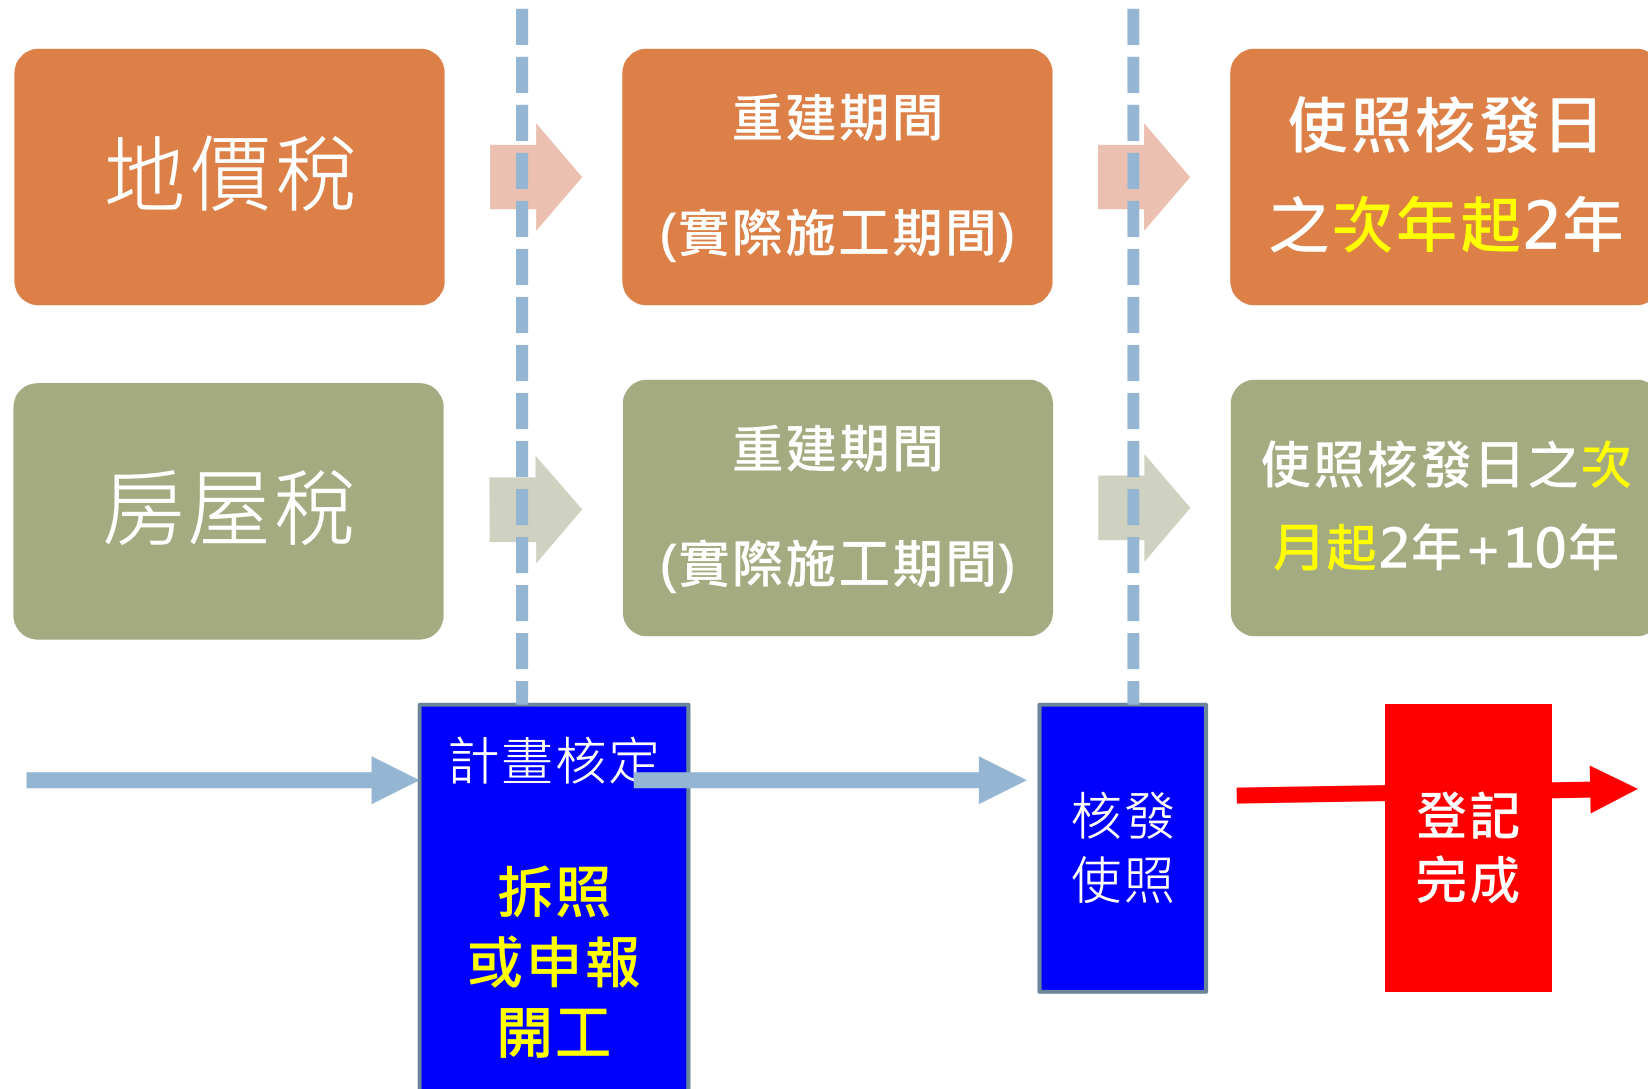 地價稅
重建期間
(實際施工期間)
使照核發日
之次年起2年
房屋稅
重建期間
(實際施工期間)
使照核發日之次
月起2年+10年
計畫核定
拆照
或申報
開工
核發
使照
登記
完成